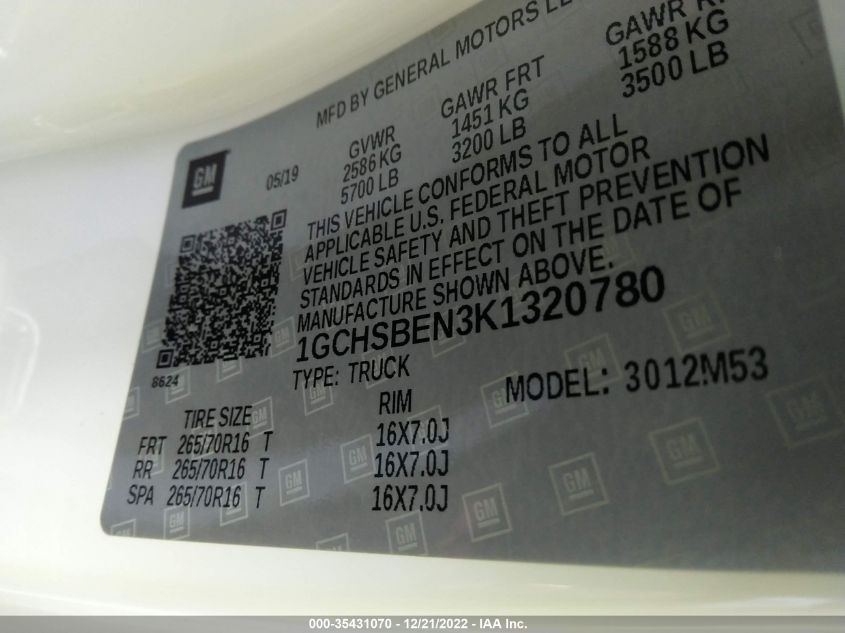 MFD BY GENERAL MOTORS
GM
05/19
GVWR
2586 KG
5700 LB
GAWR FRT
1451 KG
3200 LB
GAWR
1588 KG
3500 LB
THIS VEHICLE CONFORMS TO ALL
APPLICABLE U.S. FEDERAL MOTOR
VEHICLE SAFETY AND THEFT PREVENTION
STANDARDS IN EFFECT ON THE DATE OF
MANUFACTURE SHOWN ABOVE.
1GCHSBEN3K1320780
8624
TYPE: TRUCK
MODEL: 3012M53
TIRE SIZE RIM
FRT 265/70R16 T 16X7.0J
RR 265/70R16 T 16X7.0J
SPA 265/70R16 T 16X7.0J
000-35431070 - 12/21/2022 - IAA Inc.